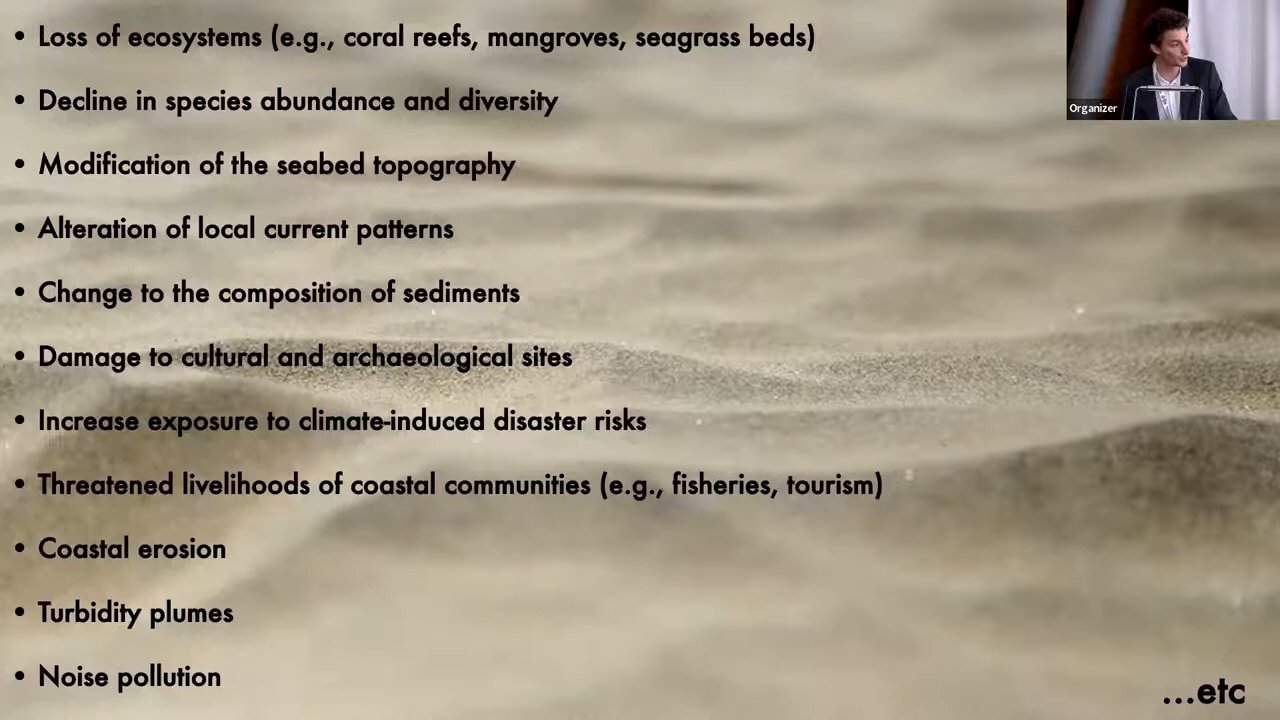 • Loss of ecosystems (e.g., coral reefs, mangroves, seagrass beds)
Organizer
• Decline in species abundance and diversity
• Modification of the seabed topography
• Alteration of local current patterns
• Change to the composition of sediments
• Damage to cultural and archaeological sites
• Increase exposure to climate-induced disaster risks
• Threatened livelihoods of coastal communities (e.g., fisheries, tourism)
• Coastal erosion
• Turbidity plumes
• Noise pollution
...etc